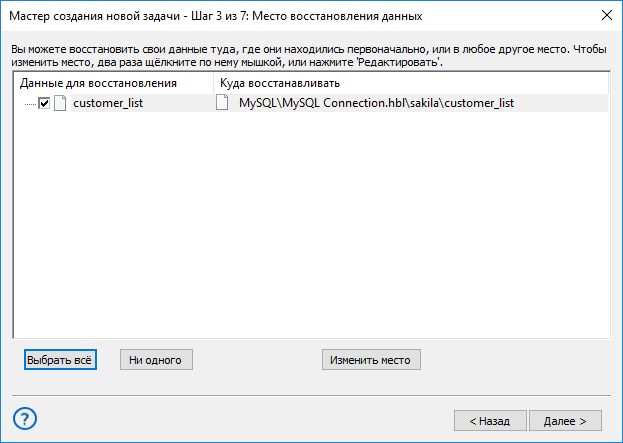 Мастер создания новой задачи - Шаг 3 из 7: Место восстановления данных
Вы можете восстановить свои данные туда, где они находились первоначально, или в любое другое место. Чтобы
изменить место, два раза щёлкните по нему мышкой, или нажмите 'Редактировать'.
Данные для восстановления Куда восстанавливать
customer_list MySQL\MySQL Connection.hbl\sakila\customer_list
Выбрать всё Ни одного Изменить место
? < Назад Далее >